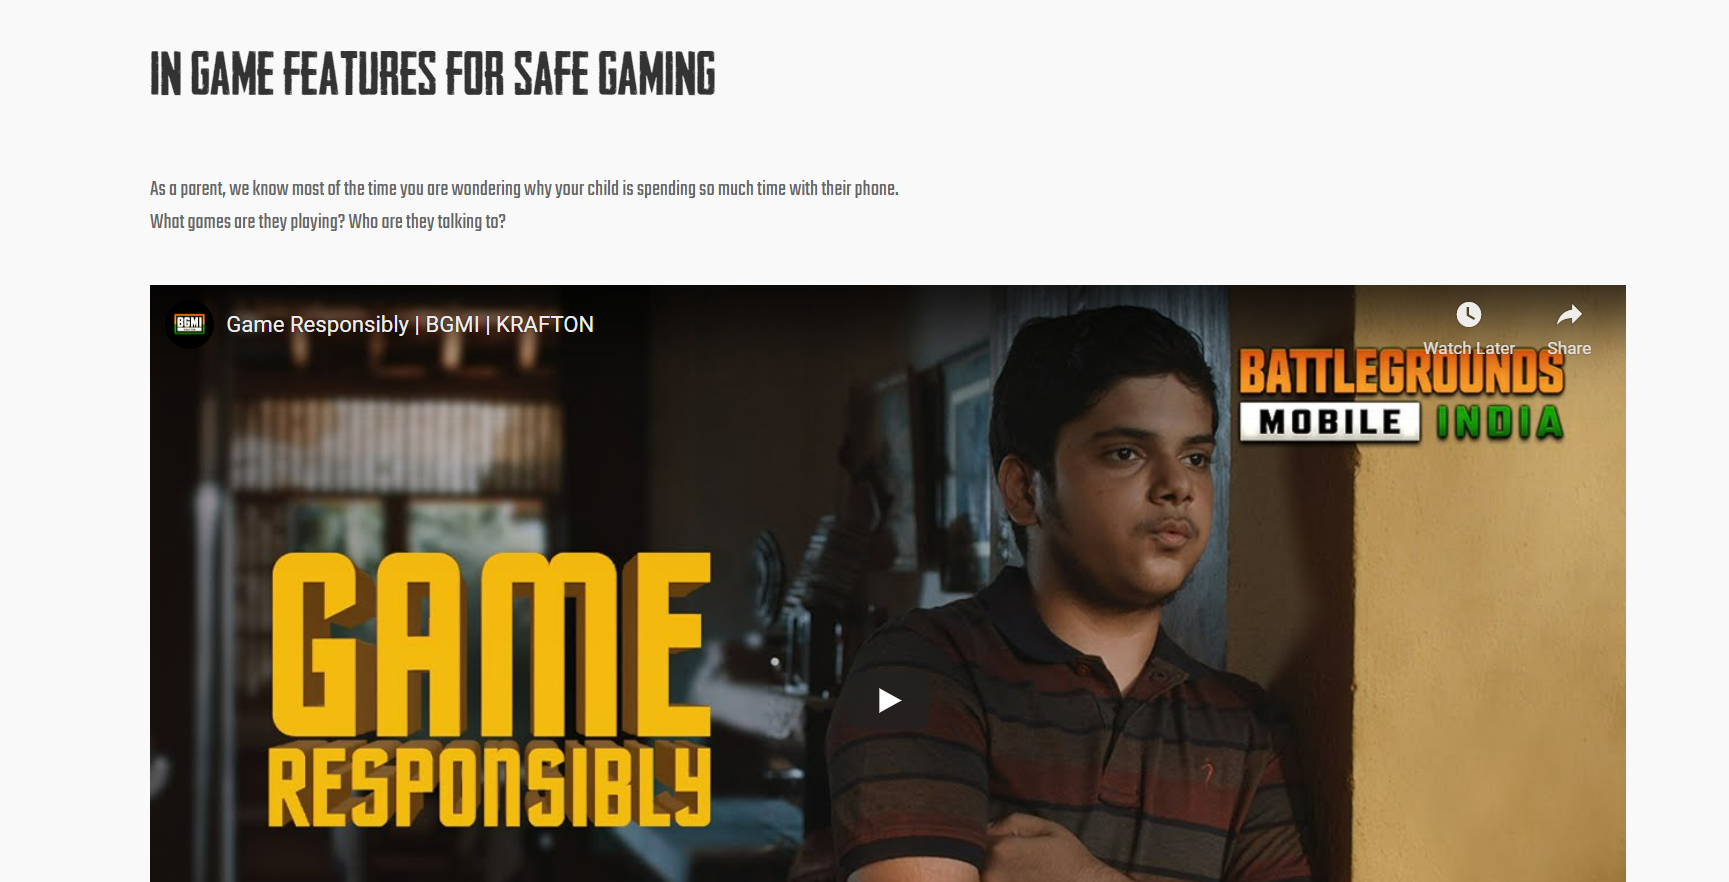 IN GAME FEATURES FOR SAFE GAMING
As a parent, we know most of the time you are wondering why your child is spending so much time with their phone.
What games are they playing? Who are they talking to?
BGMI
Game Responsibly | BGMI | KRAFTON
Watch Later
Share
BATTLEGROUNDS
MOBILE INDIA
GAME
RESPONSIBLY